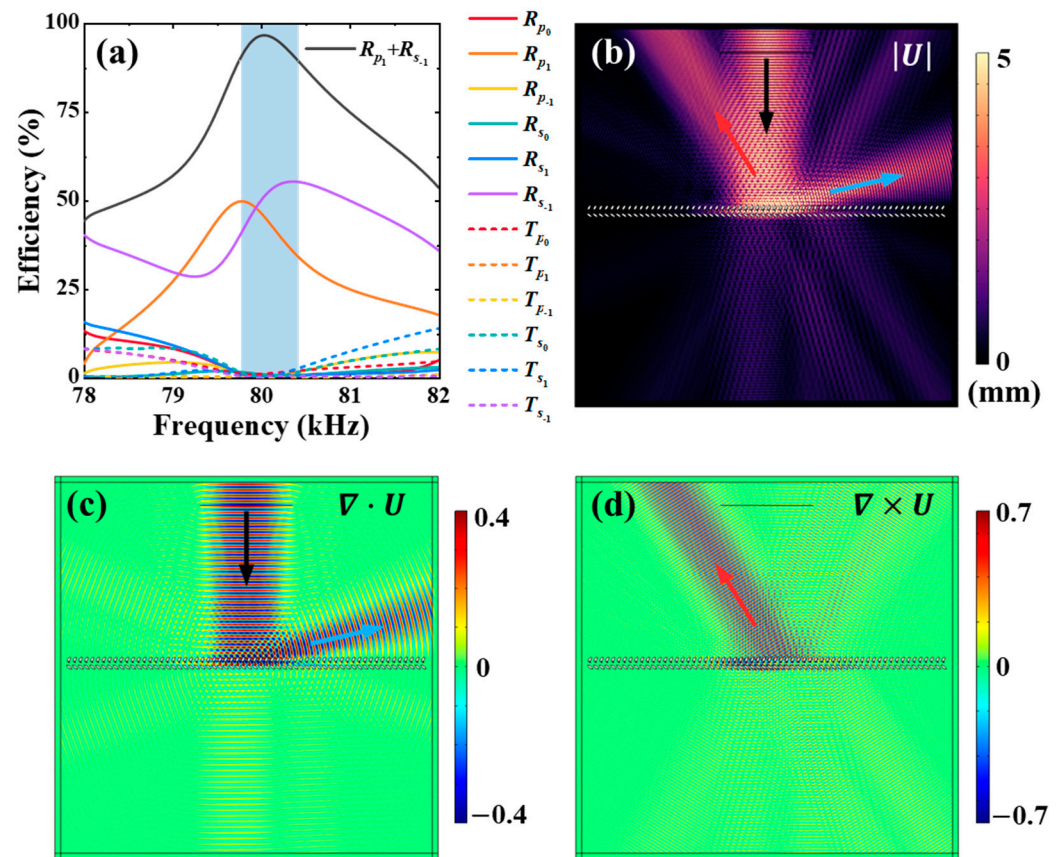 100
75
50
25
0
Efficiency (%)
(a)
R_{p_1}+R_{s_{-1}}
78 79 80 81 82
Frequency (kHz)
R_{p_0}
R_{p_1}
R_{p_{-1}}
R_{s_0}
R_{s_1}
R_{s_{-1}}
T_{p_0}
T_{p_1}
T_{p_{-1}}
T_{s_0}
T_{s_1}
T_{s_{-1}}
(b)
|U|
5
0
(mm)
(c)
∇ · U
0.4
0
−0.4
(d)
∇ × U
0.7
0
−0.7